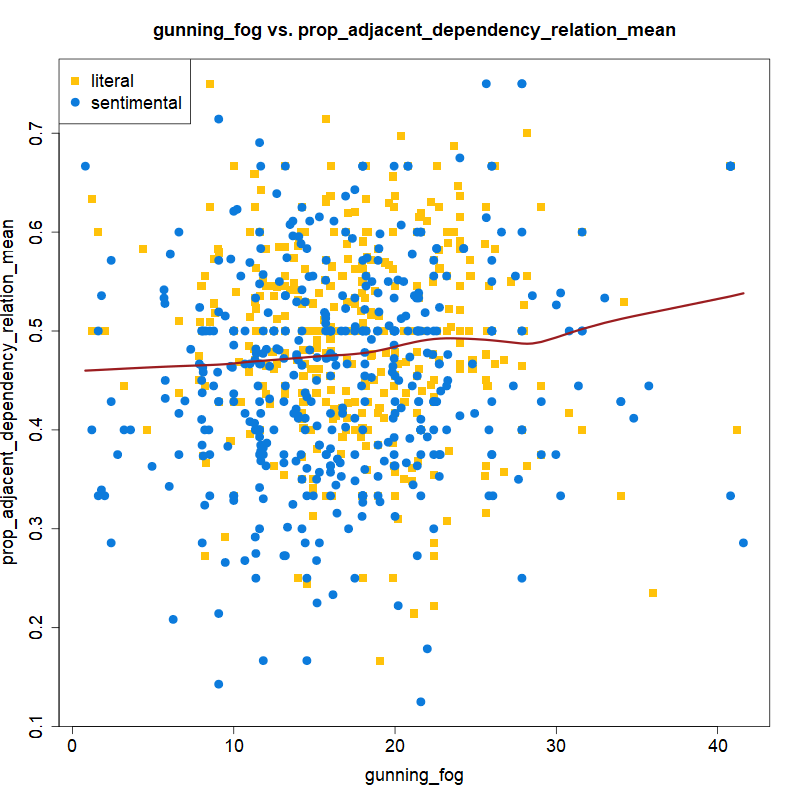 gunning_fog vs. prop_adjacent_dependency_relation_mean
literal
sentimental
prop_adjacent_dependency_relation_mean
0.7
0.6
0.5
0.4
0.3
0.2
0.1
0 10 20 30 40
gunning_fog